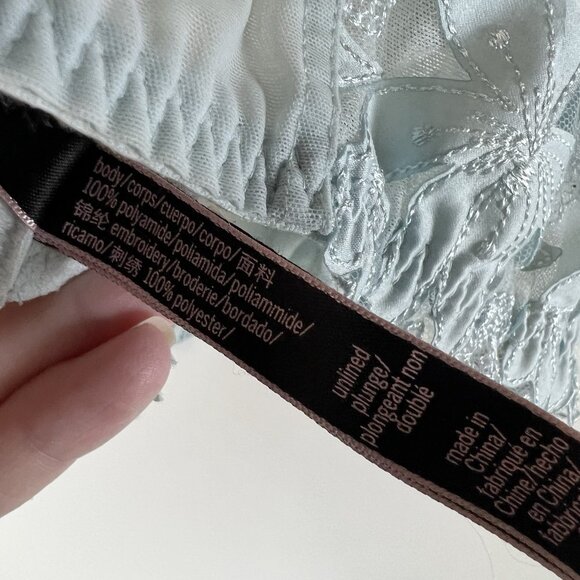 body/corps/cuerpo/corpo/面料
100% polyamide/poliamida/poliammide/
锦纶 embroidery/broderie/bordado/
ricamo/刺绣 100% polyester/
unlined
plunge/
plongeant non
doublé
made in
China/
fabriqué en
Chine/hecho
en China/